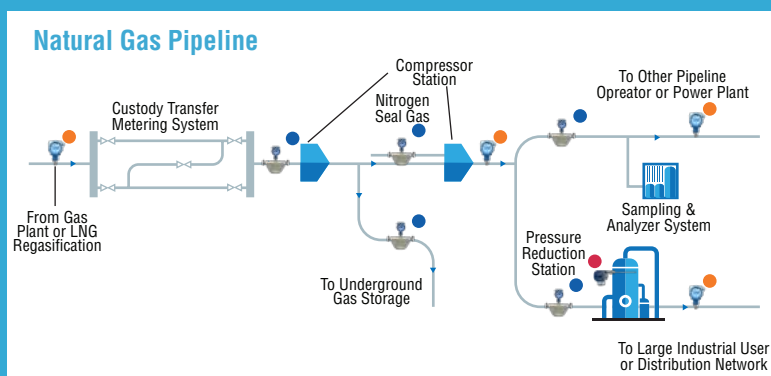 Natural Gas Pipeline
Compressor
Station
Custody Transfer
Metering System
Nitrogen
Seal Gas
To Other Pipeline
Opreator or Power Plant
From Gas
Plant or LNG
Regasification
Sampling &
Analyzer System
Pressure
Reduction
Station
To Underground
Gas Storage
To Large Industrial User
or Distribution Network